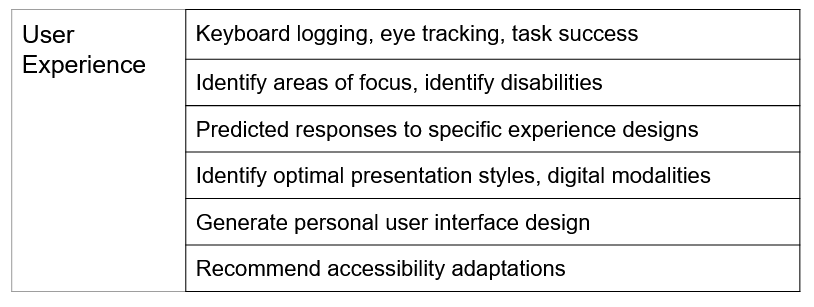 User
Experience
Keyboard logging, eye tracking, task success
Identify areas of focus, identify disabilities
Predicted responses to specific experience designs
Identify optimal presentation styles, digital modalities
Generate personal user interface design
Recommend accessibility adaptations